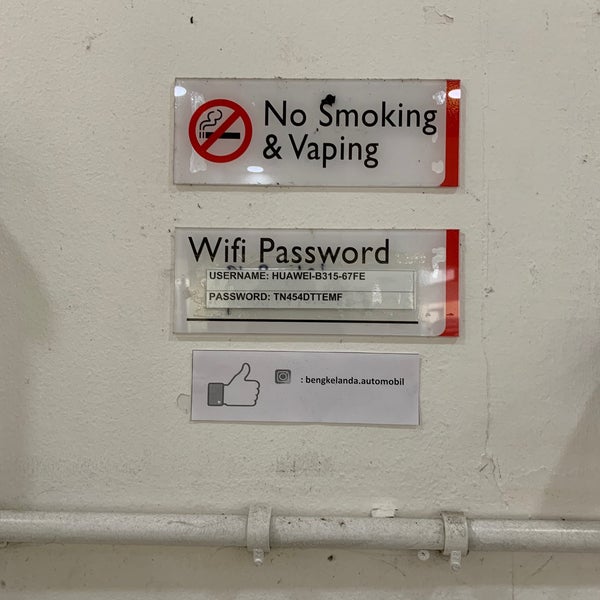 No Smoking
& Vaping
Wifi Password
USERNAME: HUAWEI-B315-67FE
PASSWORD: TN454DTTEMF
: bengkelanda.automobil